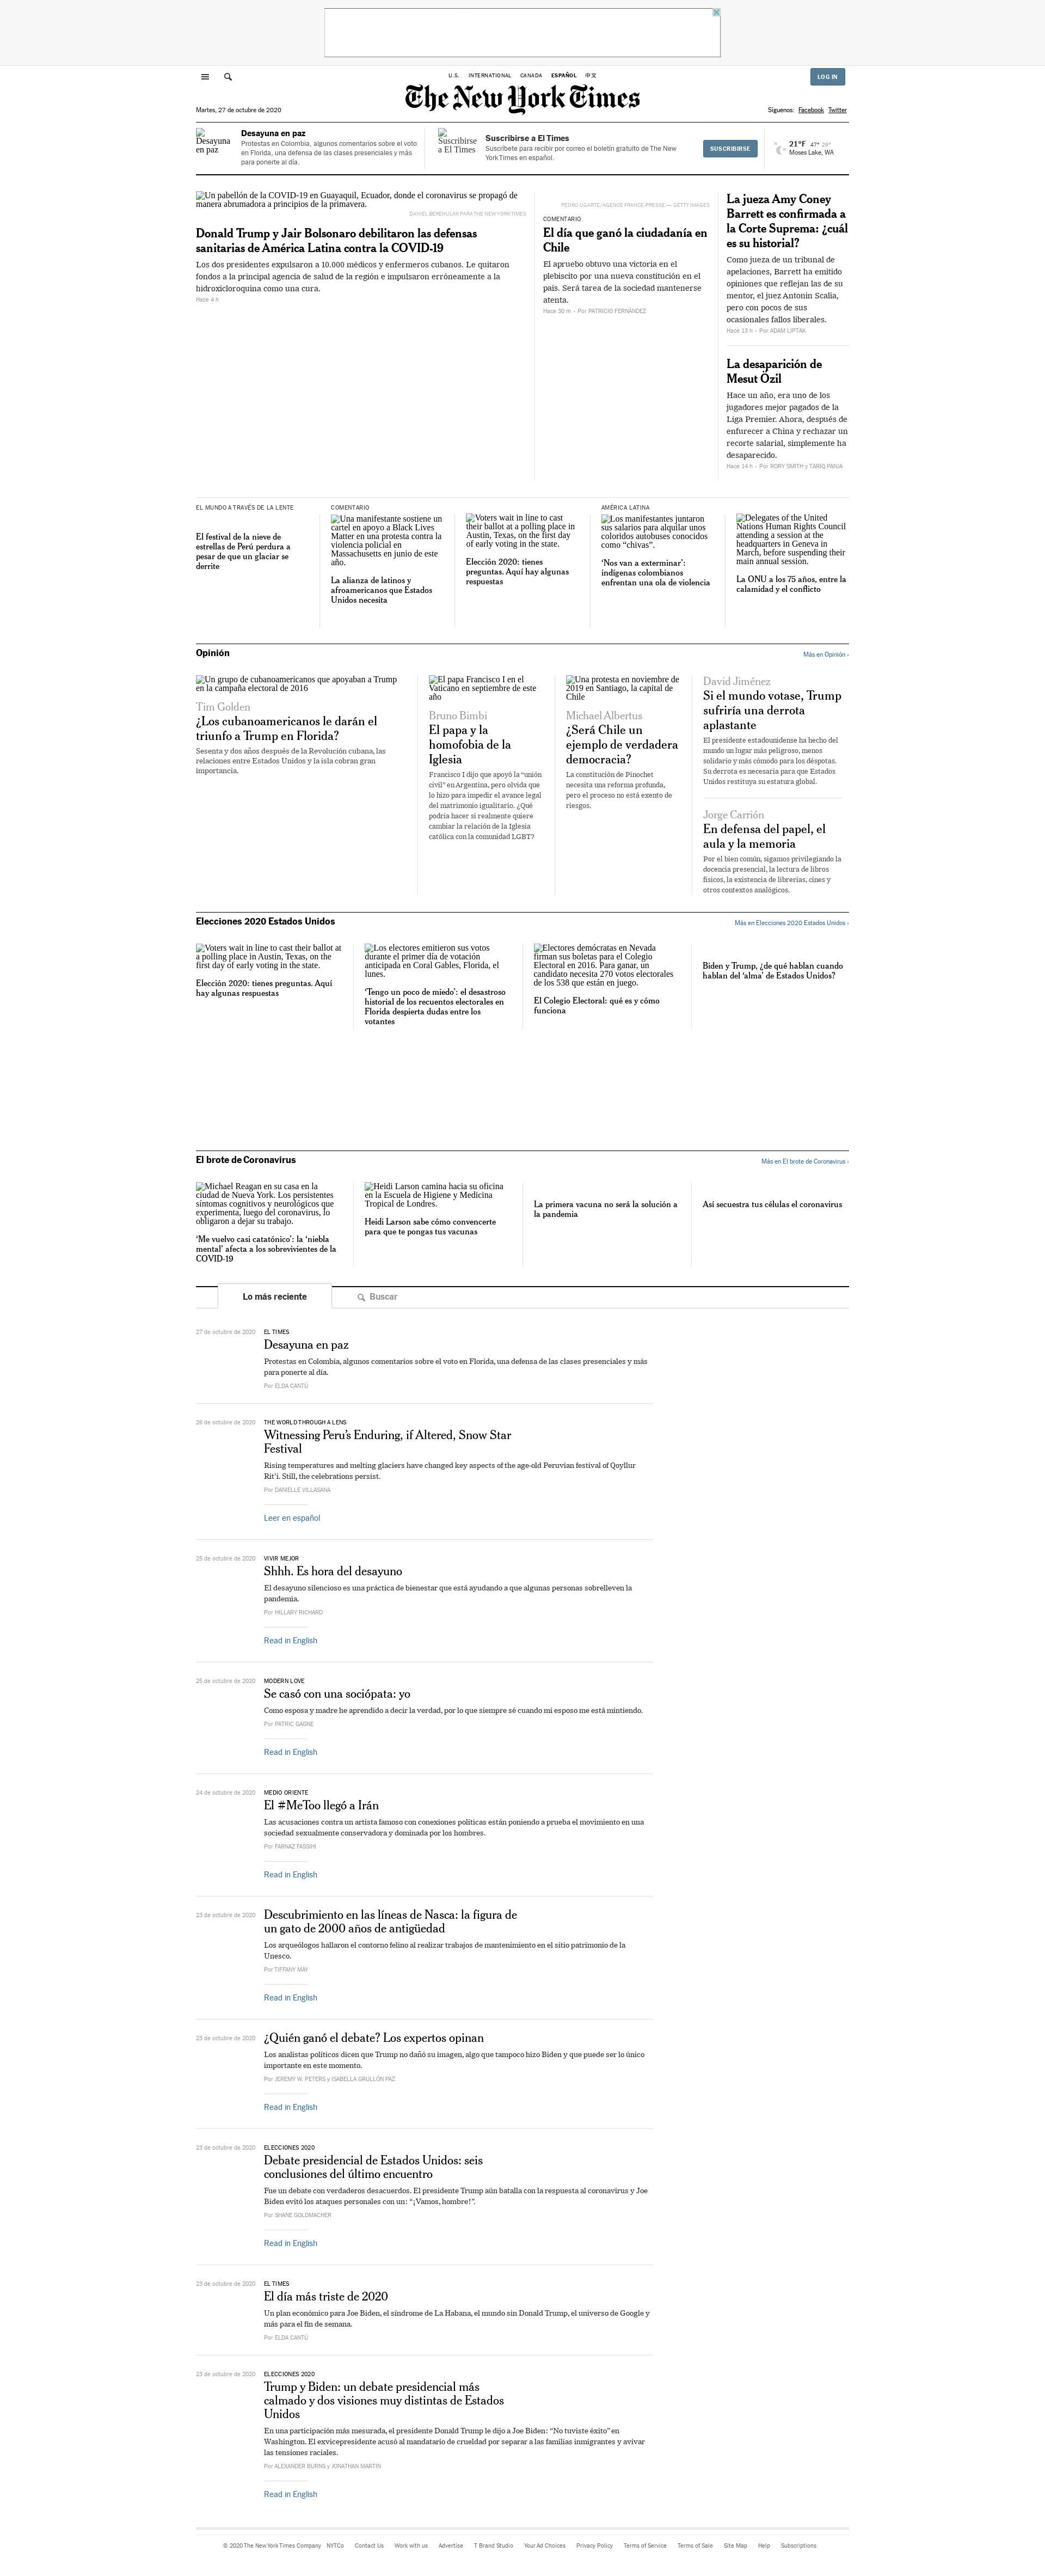 U.S.
INTERNATIONAL
CANADA
ESPAÑOL
中文
LOG IN
The New York Times
Martes, 27 de octubre de 2020
Síguenos: Facebook Twitter
Desayuna en paz
Desayuna en paz
Protestas en Colombia, algunos comentarios sobre el voto
en Florida, una defensa de las clases presenciales y más
para ponerte al día.
Suscribirse a El Times
Suscribirse a El Times
Suscríbete para recibir por correo el boletín gratuito de The New
York Times en español.
SUSCRIBIRSE
21°F 47° 29°
Moses Lake, WA
Un pabellón de la COVID-19 en Guayaquil, Ecuador, donde el coronavirus se propagó de
manera abrumadora a principios de la primavera.
DANIEL BEREHULAK PARA THE NEW YORK TIMES
Donald Trump y Jair Bolsonaro debilitaron las defensas
sanitarias de América Latina contra la COVID-19
Los dos presidentes expulsaron a 10.000 médicos y enfermeros cubanos. Le quitaron
fondos a la principal agencia de salud de la región e impulsaron erróneamente a la
hidroxicloroquina como una cura.
Hace 4 h
PEDRO UGARTE/AGENCE FRANCE-PRESSE — GETTY IMAGES
COMENTARIO
El día que ganó la ciudadanía en
Chile
El apruebo obtuvo una victoria en el
plebiscito por una nueva constitución en el
país. Será tarea de la sociedad mantenerse
atenta.
Hace 30 m - Por PATRICIO FERNÁNDEZ
La jueza Amy Coney
Barrett es confirmada a
la Corte Suprema: ¿cuál
es su historial?
Como jueza de un tribunal de
apelaciones, Barrett ha emitido
opiniones que reflejan las de su
mentor, el juez Antonin Scalia,
pero con pocos de sus
ocasionales fallos liberales.
Hace 13 h - Por ADAM LIPTAK
La desaparición de
Mesut Özil
Hace un año, era uno de los
jugadores mejor pagados de la
Liga Premier. Ahora, después de
enfurecer a China y rechazar un
recorte salarial, simplemente ha
desaparecido.
Hace 14 h - Por RORY SMITH y TARIQ PANJA
EL MUNDO A TRAVÉS DE LA LENTE
El festival de la nieve de
estrellas de Perú perdura a
pesar de que un glaciar se
derrite
COMENTARIO
Una manifestante sostiene un
cartel en apoyo a Black Lives
Matter en una protesta contra la
violencia policial en
Massachusetts en junio de este
año.
La alianza de latinos y
afroamericanos que Estados
Unidos necesita
Voters wait in line to cast
their ballot at a polling place in
Austin, Texas, on the first day
of early voting in the state.
Elección 2020: tienes
preguntas. Aquí hay algunas
respuestas
AMÉRICA LATINA
Los manifestantes juntaron
sus salarios para alquilar unos
coloridos autobuses conocidos
como “chivas”.
‘Nos van a exterminar’:
indígenas colombianos
enfrentan una ola de violencia
Delegates of the United
Nations Human Rights Council
attending a session at the
headquarters in Geneva in
March, before suspending their
main annual session.
La ONU a los 75 años, entre la
calamidad y el conflicto
Opinión
Más en Opinión ›
Un grupo de cubanoamericanos que apoyaban a Trump
en la campaña electoral de 2016
Tim Golden
¿Los cubanoamericanos le darán el
triunfo a Trump en Florida?
Sesenta y dos años después de la Revolución cubana, las
relaciones entre Estados Unidos y la isla cobran gran
importancia.
El papa Francisco I en el
Vaticano en septiembre de este
año
Bruno Bimbi
El papa y la
homofobia de la
Iglesia
Francisco I dijo que apoyó la “unión
civil” en Argentina, pero olvida que
lo hizo para impedir el avance legal
del matrimonio igualitario. ¿Qué
podría hacer si realmente quiere
cambiar la relación de la Iglesia
católica con la comunidad LGBT?
Una protesta en noviembre de
2019 en Santiago, la capital de
Chile
Michael Albertus
¿Será Chile un
ejemplo de verdadera
democracia?
La constitución de Pinochet
necesita una reforma profunda,
pero el proceso no está exento de
riesgos.
David Jiménez
Si el mundo votase, Trump
sufriría una derrota
aplastante
El presidente estadounidense ha hecho del
mundo un lugar más peligroso, menos
solidario y más cómodo para los déspotas.
Su derrota es necesaria para que Estados
Unidos restituya su estatura global.
Jorge Carrión
En defensa del papel, el
aula y la memoria
Por el bien común, sigamos privilegiando la
docencia presencial, la lectura de libros
físicos, la existencia de librerías, cines y
otros contextos analógicos.
Elecciones 2020 Estados Unidos
Más en Elecciones 2020 Estados Unidos ›
Voters wait in line to cast their ballot at
a polling place in Austin, Texas, on the
first day of early voting in the state.
Elección 2020: tienes preguntas. Aquí
hay algunas respuestas
Los electores emitieron sus votos
durante el primer día de votación
anticipada en Coral Gables, Florida, el
lunes.
‘Tengo un poco de miedo’: el desastroso
historial de los recuentos electorales en
Florida despierta dudas entre los
votantes
Electores demócratas en Nevada
firman sus boletas para el Colegio
Electoral en 2016. Para ganar, un
candidato necesita 270 votos electorales
de los 538 que están en juego.
El Colegio Electoral: qué es y cómo
funciona
Biden y Trump, ¿de qué hablan cuando
hablan del ‘alma’ de Estados Unidos?
El brote de Coronavirus
Más en El brote de Coronavirus ›
Michael Reagan en su casa en la
ciudad de Nueva York. Los persistentes
síntomas cognitivos y neurológicos que
experimenta, luego del coronavirus, lo
obligaron a dejar su trabajo.
‘Me vuelvo casi catatónico’: la ‘niebla
mental’ afecta a los sobrevivientes de la
COVID-19
Heidi Larson camina hacia su oficina
en la Escuela de Higiene y Medicina
Tropical de Londres.
Heidi Larson sabe cómo convencerte
para que te pongas tus vacunas
La primera vacuna no será la solución a
la pandemia
Así secuestra tus células el coronavirus
Lo más reciente
Buscar
27 de octubre de 2020
EL TIMES
Desayuna en paz
Protestas en Colombia, algunos comentarios sobre el voto en Florida, una defensa de las clases presenciales y más
para ponerte al día.
Por ELDA CANTÚ
26 de octubre de 2020
THE WORLD THROUGH A LENS
Witnessing Peru’s Enduring, if Altered, Snow Star
Festival
Rising temperatures and melting glaciers have changed key aspects of the age-old Peruvian festival of Qoyllur
Rit’i. Still, the celebrations persist.
Por DANIELLE VILLASANA
Leer en español
25 de octubre de 2020
VIVIR MEJOR
Shhh. Es hora del desayuno
El desayuno silencioso es una práctica de bienestar que está ayudando a que algunas personas sobrelleven la
pandemia.
Por HILLARY RICHARD
Read in English
25 de octubre de 2020
MODERN LOVE
Se casó con una sociópata: yo
Como esposa y madre he aprendido a decir la verdad, por lo que siempre sé cuando mi esposo me está mintiendo.
Por PATRIC GAGNE
Read in English
24 de octubre de 2020
MEDIO ORIENTE
El #MeToo llegó a Irán
Las acusaciones contra un artista famoso con conexiones políticas están poniendo a prueba el movimiento en una
sociedad sexualmente conservadora y dominada por los hombres.
Por FARNAZ FASSIHI
Read in English
23 de octubre de 2020
Descubrimiento en las líneas de Nasca: la figura de
un gato de 2000 años de antigüedad
Los arqueólogos hallaron el contorno felino al realizar trabajos de mantenimiento en el sitio patrimonio de la
Unesco.
Por TIFFANY MAY
Read in English
23 de octubre de 2020
¿Quién ganó el debate? Los expertos opinan
Los analistas políticos dicen que Trump no dañó su imagen, algo que tampoco hizo Biden y que puede ser lo único
importante en este momento.
Por JEREMY W. PETERS y ISABELLA GRULLÓN PAZ
Read in English
23 de octubre de 2020
ELECCIONES 2020
Debate presidencial de Estados Unidos: seis
conclusiones del último encuentro
Fue un debate con verdaderos desacuerdos. El presidente Trump aún batalla con la respuesta al coronavirus y Joe
Biden evitó los ataques personales con un: “¡Vamos, hombre!”.
Por SHANE GOLDMACHER
Read in English
23 de octubre de 2020
EL TIMES
El día más triste de 2020
Un plan económico para Joe Biden, el síndrome de La Habana, el mundo sin Donald Trump, el universo de Google y
más para el fin de semana.
Por ELDA CANTÚ
23 de octubre de 2020
ELECCIONES 2020
Trump y Biden: un debate presidencial más
calmado y dos visiones muy distintas de Estados
Unidos
En una participación más mesurada, el presidente Donald Trump le dijo a Joe Biden: “No tuviste éxito” en
Washington. El exvicepresidente acusó al mandatario de crueldad por separar a las familias inmigrantes y avivar
las tensiones raciales.
Por ALEXANDER BURNS y JONATHAN MARTIN
Read in English
© 2020 The New York Times Company NYTCo Contact Us Work with us Advertise T Brand Studio Your Ad Choices Privacy Policy Terms of Service Terms of Sale Site Map Help Subscriptions